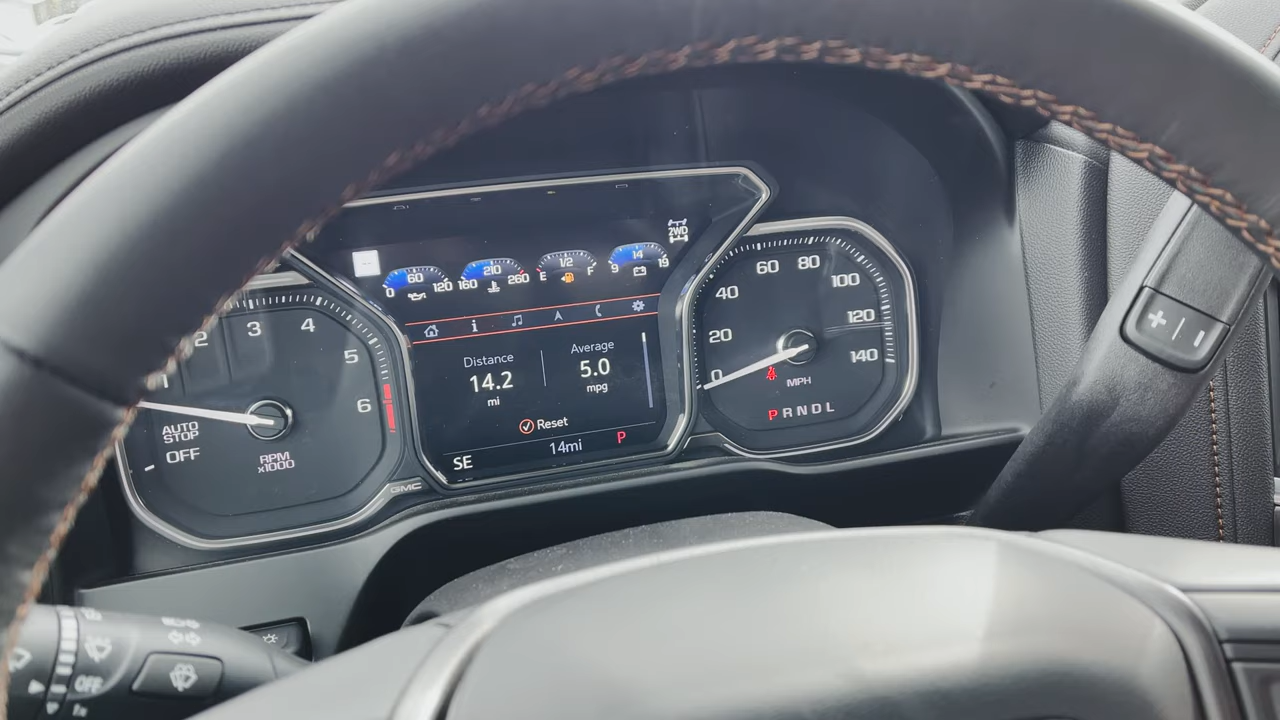 2WD
60
0 120
210
160 260
1/2
E F
14
9 19
i
Distance
14.2
mi
Average
5.0
mpg
Reset
14mi
P
SE
1 2 3 4 5 6
AUTO
STOP
OFF
RPM
x1000
GMC
0 20 40 60 80 100 120 140
MPH
PRNDL
+ | -
OFF
1x